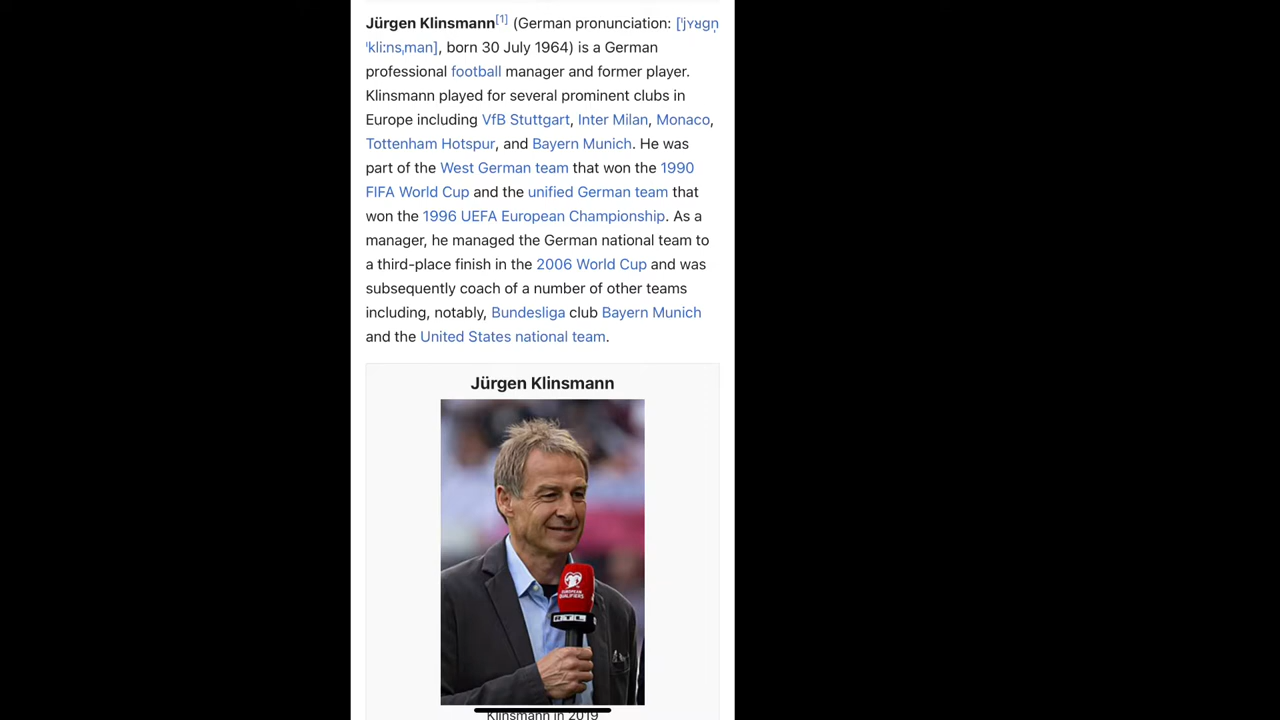 Jürgen Klinsmann[1] (German pronunciation: [ˈjʏʁɡn̩
ˈkliːnsˌman], born 30 July 1964) is a German
professional football manager and former player.
Klinsmann played for several prominent clubs in
Europe including VfB Stuttgart, Inter Milan, Monaco,
Tottenham Hotspur, and Bayern Munich. He was
part of the West German team that won the 1990
FIFA World Cup and the unified German team that
won the 1996 UEFA European Championship. As a
manager, he managed the German national team to
a third-place finish in the 2006 World Cup and was
subsequently coach of a number of other teams
including, notably, Bundesliga club Bayern Munich
and the United States national team.
Jürgen Klinsmann
EUROPEAN
QUALIFIERS
RTL
Klinsmann in 2019